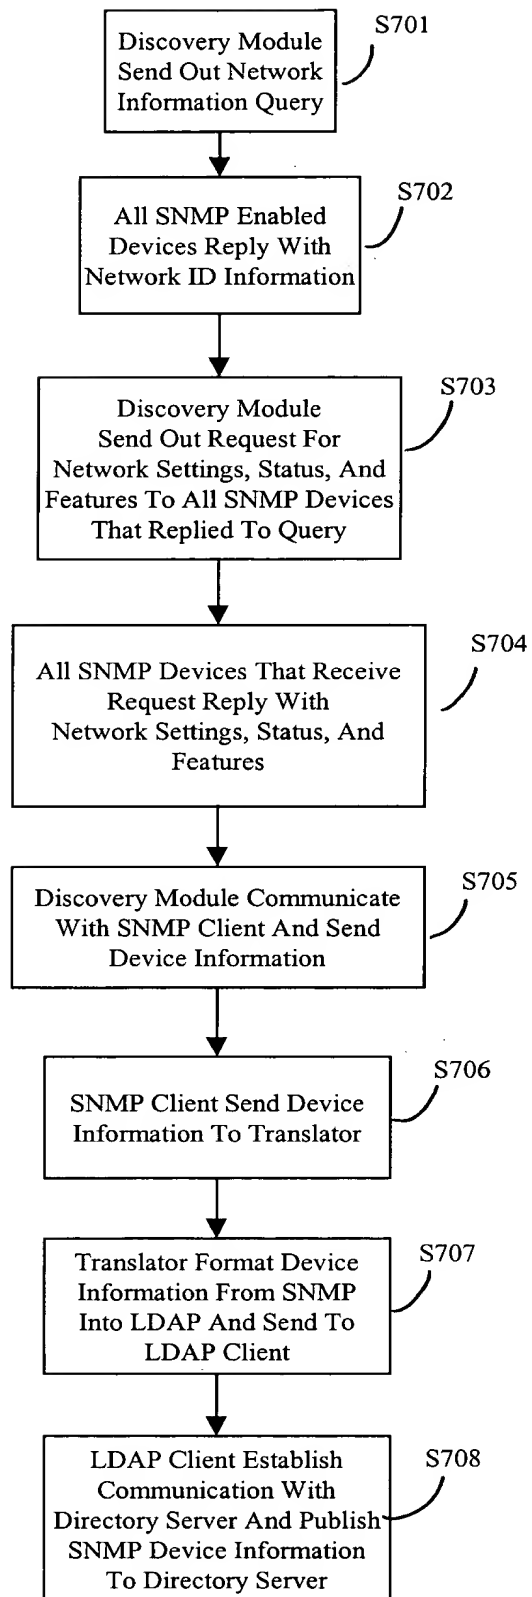 Discovery Module
Send Out Network
Information Query
S701
All SNMP Enabled
Devices Reply With
Network ID Information
S702
Discovery Module
Send Out Request For
Network Settings, Status, And
Features To All SNMP Devices
That Replied To Query
S703
All SNMP Devices That Receive
Request Reply With
Network Settings, Status, And
Features
S704
Discovery Module Communicate
With SNMP Client And Send
Device Information
S705
SNMP Client Send Device
Information To Translator
S706
Translator Format Device
Information From SNMP
Into LDAP And Send To
LDAP Client
S707
LDAP Client Establish
Communication With
Directory Server And Publish
SNMP Device Information
To Directory Server
S708